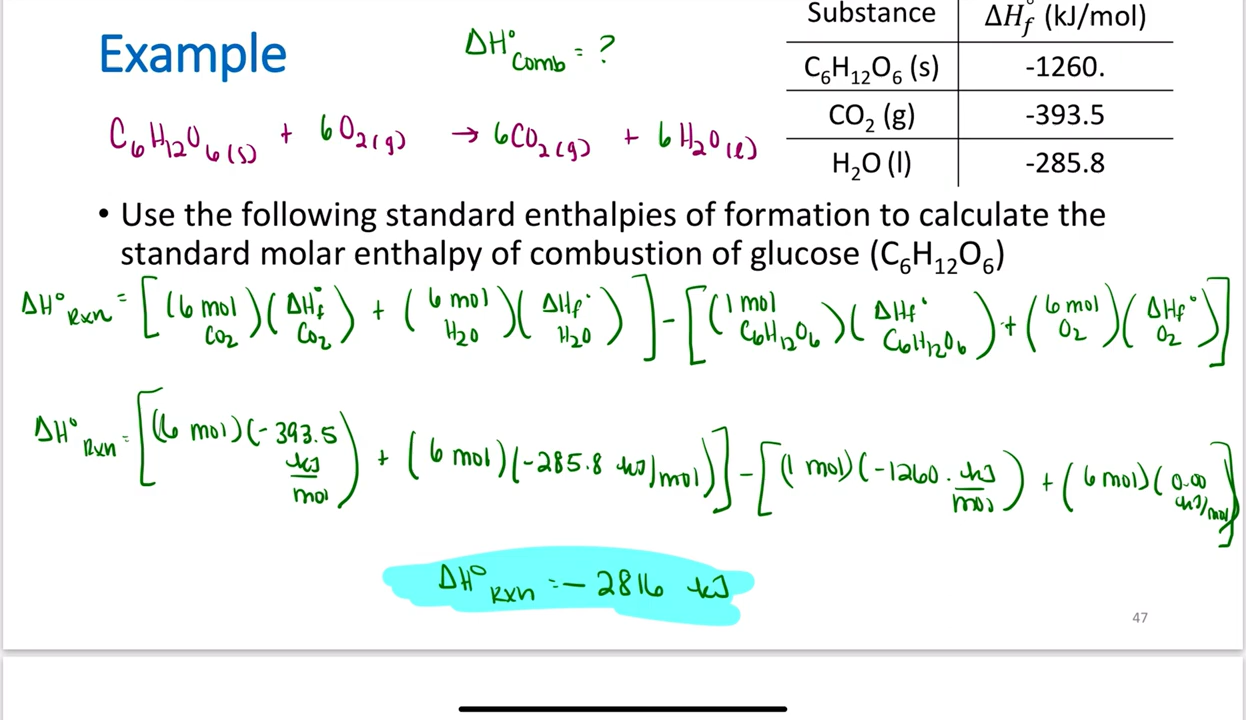 Example
ΔH°Comb = ?
Substance ΔH°f (kJ/mol)
C6H12O6 (s) -1260.
CO2 (g) -393.5
H2O (l) -285.8
C6H12O6(s) + 6O2(g) → 6CO2(g) + 6H2O(l)
• Use the following standard enthalpies of formation to calculate the
standard molar enthalpy of combustion of glucose (C6H12O6)
ΔH°Rxn = [(6 mol CO2)(ΔHf° CO2) + (6 mol H2O)(ΔHf° H2O)] - [(1 mol C6H12O6)(ΔHf° C6H12O6) + (6 mol O2)(ΔHf° O2)]
ΔH°Rxn = [(6 mol)(-393.5 kJ/mol) + (6 mol)(-285.8 kJ/mol)] - [(1 mol)(-1260. kJ/mol) + (6 mol)(0.00 kJ/mol)]
ΔH°Rxn = - 2816 kJ
47